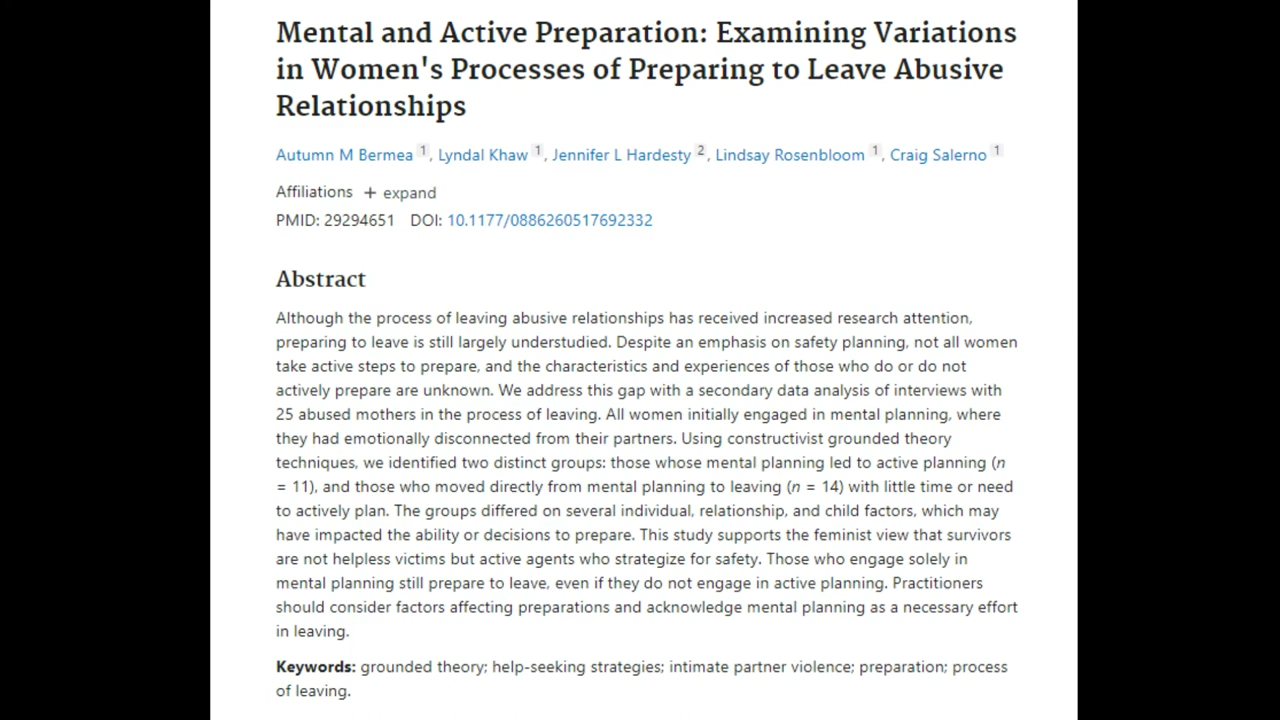 Mental and Active Preparation: Examining Variations
in Women's Processes of Preparing to Leave Abusive
Relationships
Autumn M Bermea 1, Lyndal Khaw 1, Jennifer L Hardesty 2, Lindsay Rosenbloom 1, Craig Salerno 1
Affiliations + expand
PMID: 29294651 DOI: 10.1177/0886260517692332
Abstract
Although the process of leaving abusive relationships has received increased research attention,
preparing to leave is still largely understudied. Despite an emphasis on safety planning, not all women
take active steps to prepare, and the characteristics and experiences of those who do or do not
actively prepare are unknown. We address this gap with a secondary data analysis of interviews with
25 abused mothers in the process of leaving. All women initially engaged in mental planning, where
they had emotionally disconnected from their partners. Using constructivist grounded theory
techniques, we identified two distinct groups: those whose mental planning led to active planning (n
= 11), and those who moved directly from mental planning to leaving (n = 14) with little time or need
to actively plan. The groups differed on several individual, relationship, and child factors, which may
have impacted the ability or decisions to prepare. This study supports the feminist view that survivors
are not helpless victims but active agents who strategize for safety. Those who engage solely in
mental planning still prepare to leave, even if they do not engage in active planning. Practitioners
should consider factors affecting preparations and acknowledge mental planning as a necessary effort
in leaving.
Keywords: grounded theory; help-seeking strategies; intimate partner violence; preparation; process
of leaving.